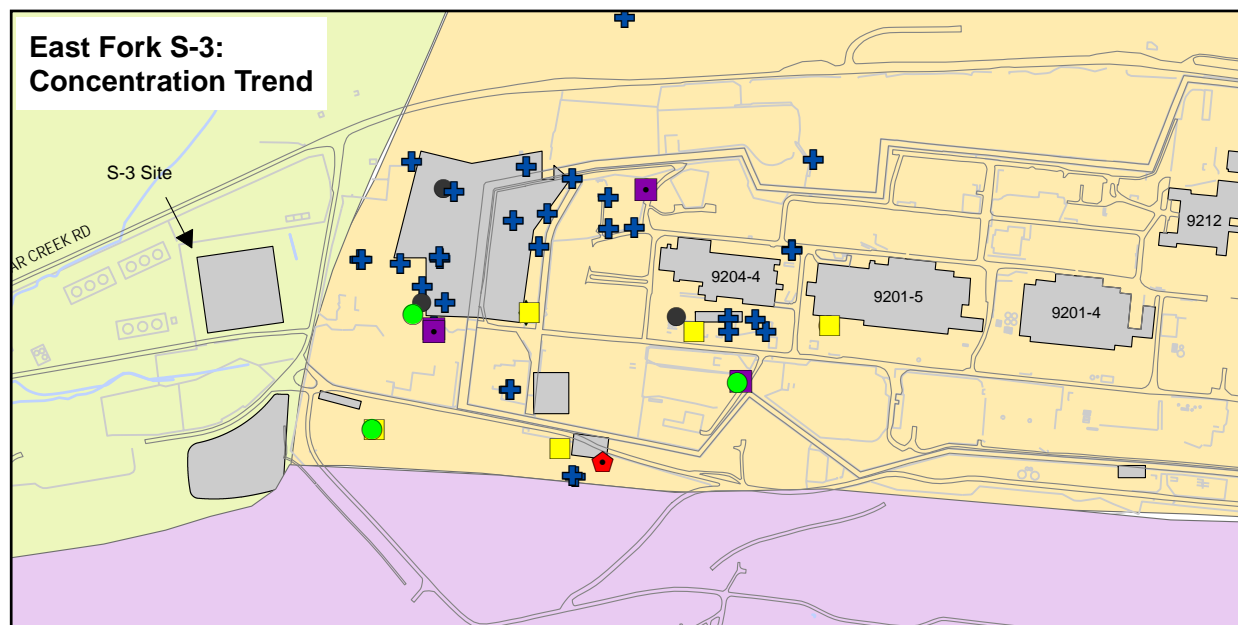 East Fork S-3:
Concentration Trend
S-3 Site
AR CREEK RD
9212
9204-4
9201-5
9201-4